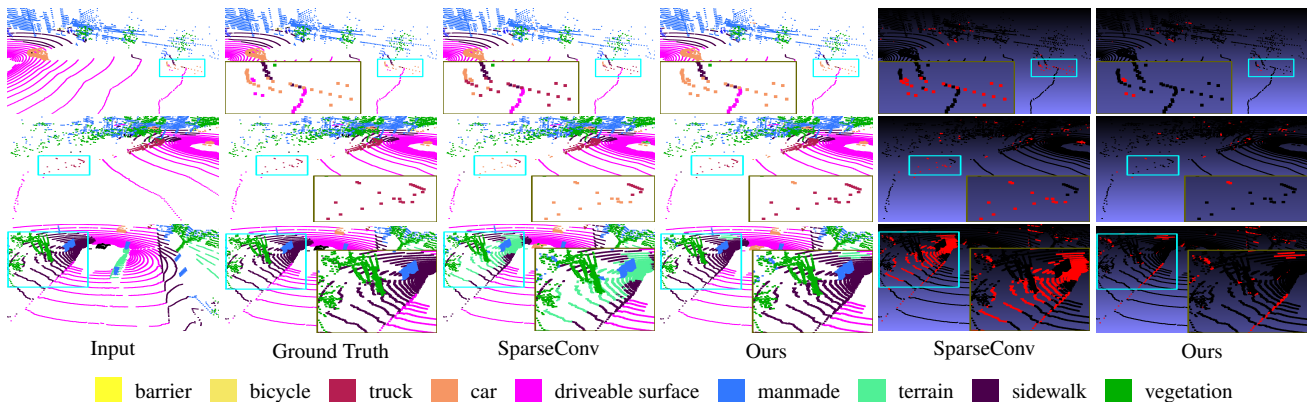 Input Ground Truth SparseConv Ours SparseConv Ours
barrier bicycle truck car driveable surface manmade terrain sidewalk vegetation